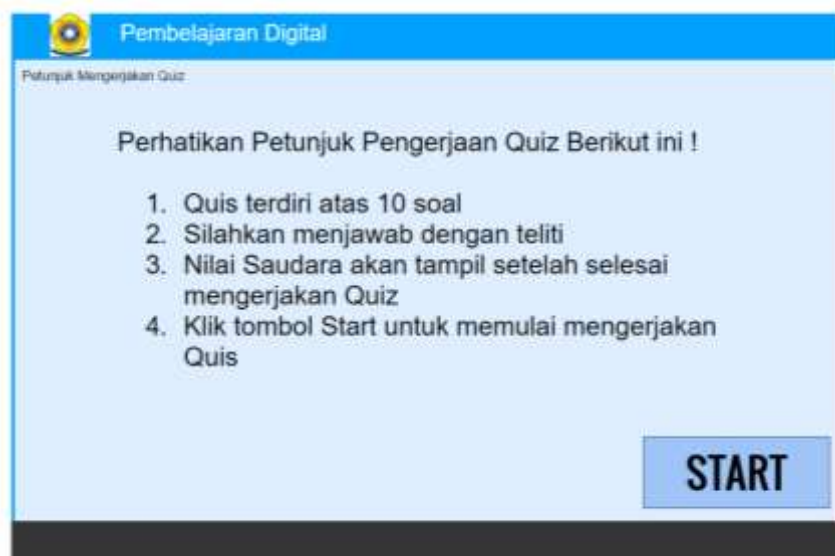 Pembelajaran Digital
Petunjuk Mengerjakan Quiz
Perhatikan Petunjuk Pengerjaan Quiz Berikut ini !
1. Quis terdiri atas 10 soal
2. Silahkan menjawab dengan teliti
3. Nilai Saudara akan tampil setelah selesai
mengerjakan Quiz
4. Klik tombol Start untuk memulai mengerjakan
Quis
START